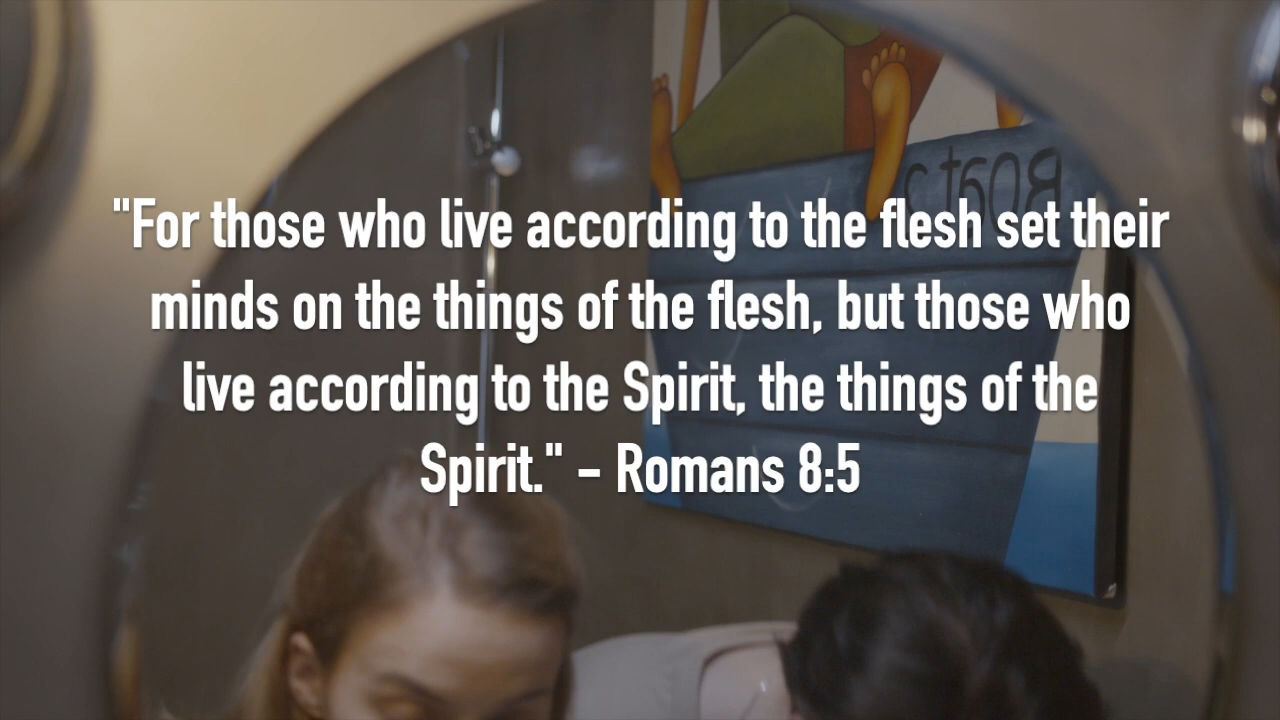 "For those who live according to the flesh set their
minds on the things of the flesh, but those who
live according to the Spirit, the things of the
Spirit." – Romans 8:5